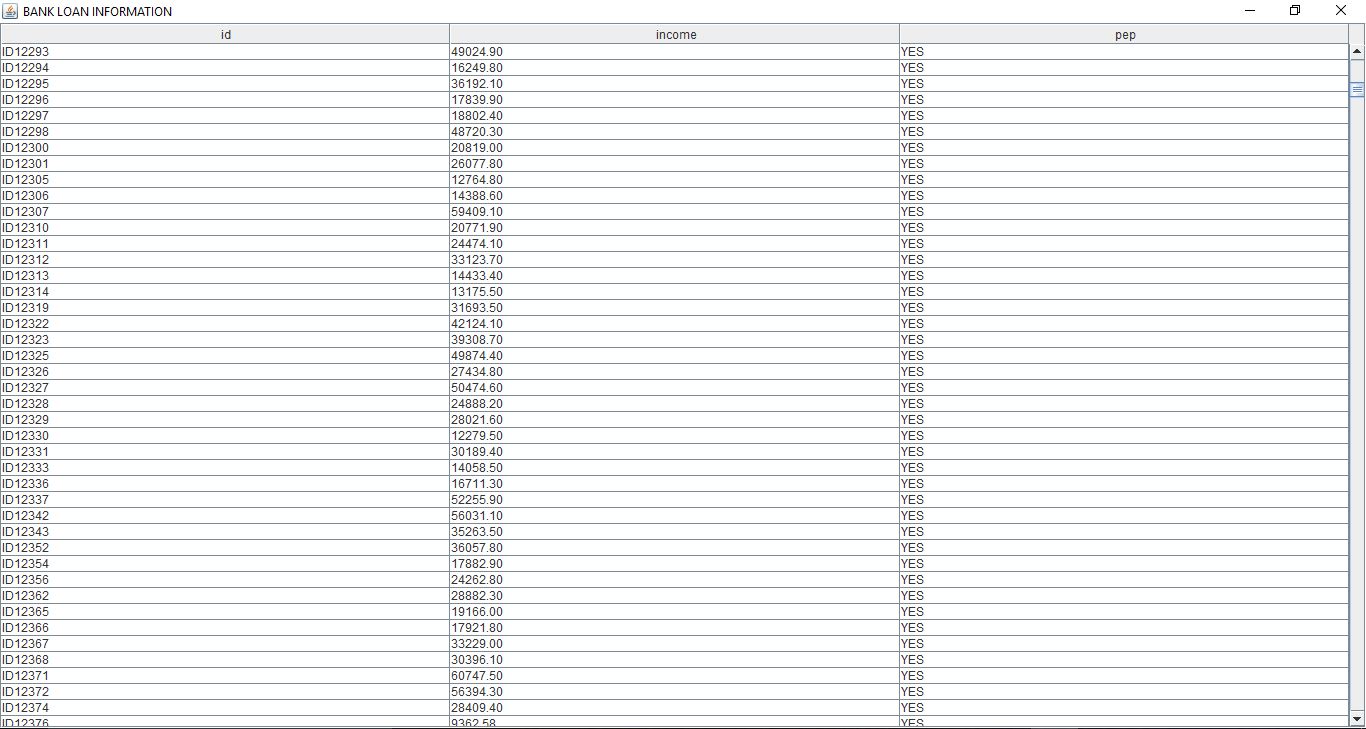 BANK LOAN INFORMATION
id income pep
ID12293 49024.90 YES
ID12294 16249.80 YES
ID12295 36192.10 YES
ID12296 17839.90 YES
ID12297 18802.40 YES
ID12298 48720.30 YES
ID12300 20819.00 YES
ID12301 26077.80 YES
ID12305 12764.80 YES
ID12306 14388.60 YES
ID12307 59409.10 YES
ID12310 20771.90 YES
ID12311 24474.10 YES
ID12312 33123.70 YES
ID12313 14433.40 YES
ID12314 13175.50 YES
ID12319 31693.50 YES
ID12322 42124.10 YES
ID12323 39308.70 YES
ID12325 49874.40 YES
ID12326 27434.80 YES
ID12327 50474.60 YES
ID12328 24888.20 YES
ID12329 28021.60 YES
ID12330 12279.50 YES
ID12331 30189.40 YES
ID12333 14058.50 YES
ID12336 16711.30 YES
ID12337 52255.90 YES
ID12342 56031.10 YES
ID12343 35263.50 YES
ID12352 36057.80 YES
ID12354 17882.90 YES
ID12356 24262.80 YES
ID12362 28882.30 YES
ID12365 19166.00 YES
ID12366 17921.80 YES
ID12367 33229.00 YES
ID12368 30396.10 YES
ID12371 60747.50 YES
ID12372 56394.30 YES
ID12374 28409.40 YES
ID12376 9362.58 YES